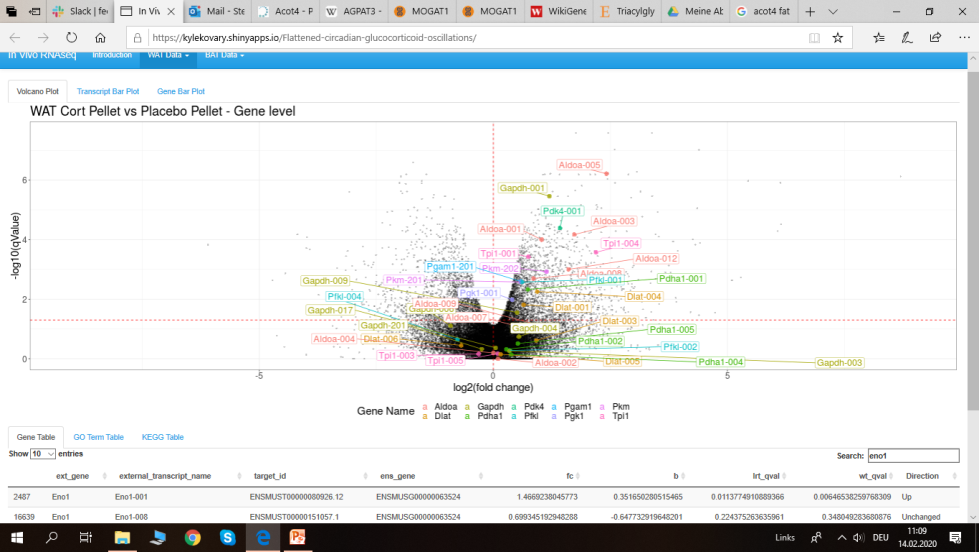 Slack | fee
In Viv
Mail - Ste
Acot4 - P
AGPAT3 -
MOGAT1
MOGAT1
WikiGene
Triacylgly
Meine Ab
acot4 fat
https://kylekovary.shinyapps.io/Flattened-circadian-glucocorticoid-oscillations/
In Vivo RNAseq Introduction WAT Data BAT Data
Volcano Plot Transcript Bar Plot Gene Bar Plot
WAT Cort Pellet vs Placebo Pellet - Gene level
-log10(qValue)
6
4
2
0
Aldoa-005
Gapdh-001
Pdk4-001
Aldoa-003
Aldoa-001
Tpi1-004
Tpi1-001
Aldoa-012
Pgam1-201
Pkm-202
Aldoa-008
Gapdh-009
Pkm-201
Pfkl-001
Pdha1-001
Pfkl-004
Pgk1-001
Dlat-004
Aldoa-009
Dlat-001
Gapdh-017
Aldoa-007
Dlat-003
Gapdh-201
Gapdh-004
Pdha1-005
Aldoa-004
Dlat-006
Pdha1-002
Pfkl-002
Tpi1-003
Tpi1-005
Aldoa-002
Dlat-005
Pdha1-004
Gapdh-003
-5 0 5
log2(fold change)
Gene Name
a Aldoa a Gapdh a Pdk4 a Pgam1 a Pkm
a Dlat a Pdha1 a Pfkl a Pgk1 a Tpi1
Gene Table GO Term Table KEGG Table
Show 10 entries Search: eno1
ext_gene external_transcript_name target_id ens_gene fc b lrt_qval wt_qval Direction
2487 Eno1 Eno1-001 ENSMUST00000080926.12 ENSMUSG00000063524 1.4669238045773 0.351650280515465 0.0113774910889366 0.00646538259768309 Up
16639 Eno1 Eno1-008 ENSMUST00000151057.1 ENSMUSG00000063524 0.699345192948288 -0.647732919648201 0.224375263635961 0.348049283680876 Unchanged
Links DEU 11:09
14.02.2020